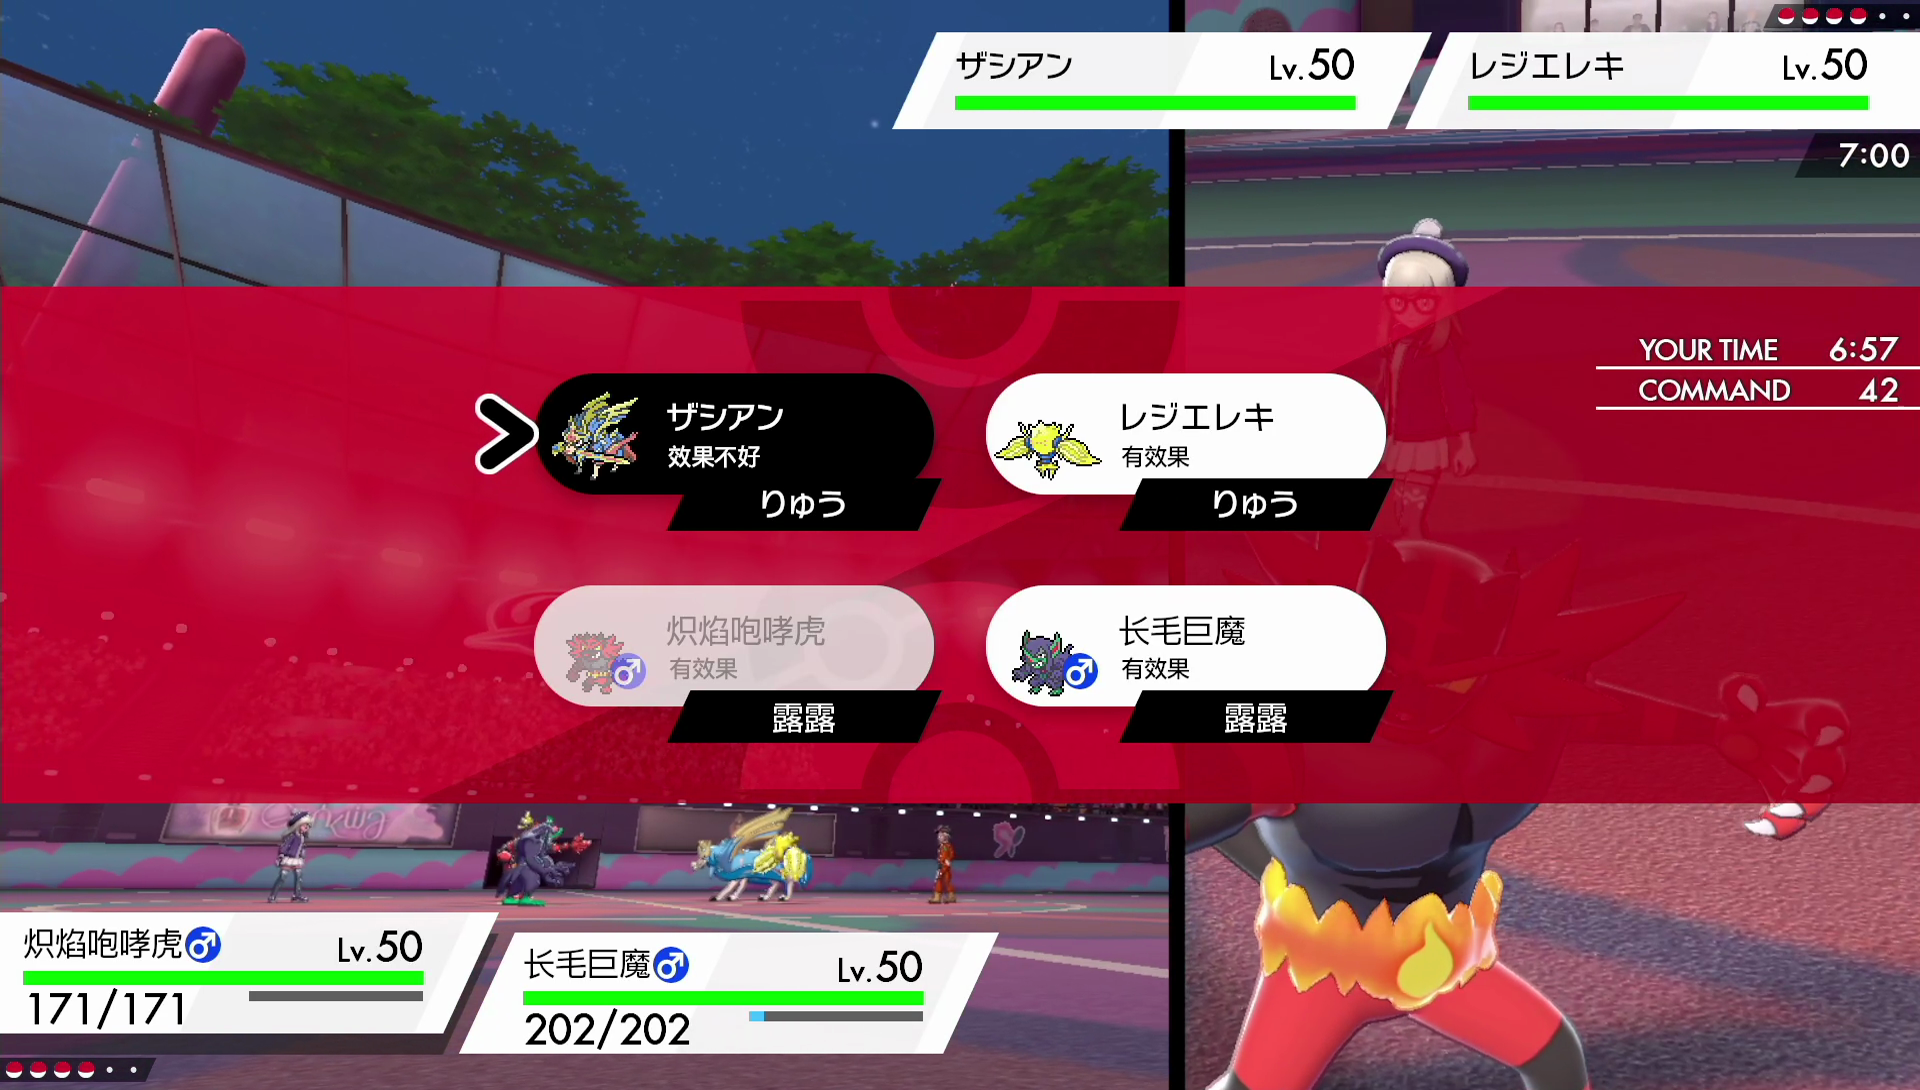 ザシアン Lv.50
レジエレキ Lv.50
7:00
YOUR TIME 6:57
COMMAND 42
ザシアン
效果不好
りゅう
レジエレキ
有效果
りゅう
炽焰咆哮虎
有效果
露露
长毛巨魔
有效果
露露
炽焰咆哮虎♂ Lv.50
171/171
长毛巨魔♂ Lv.50
202/202